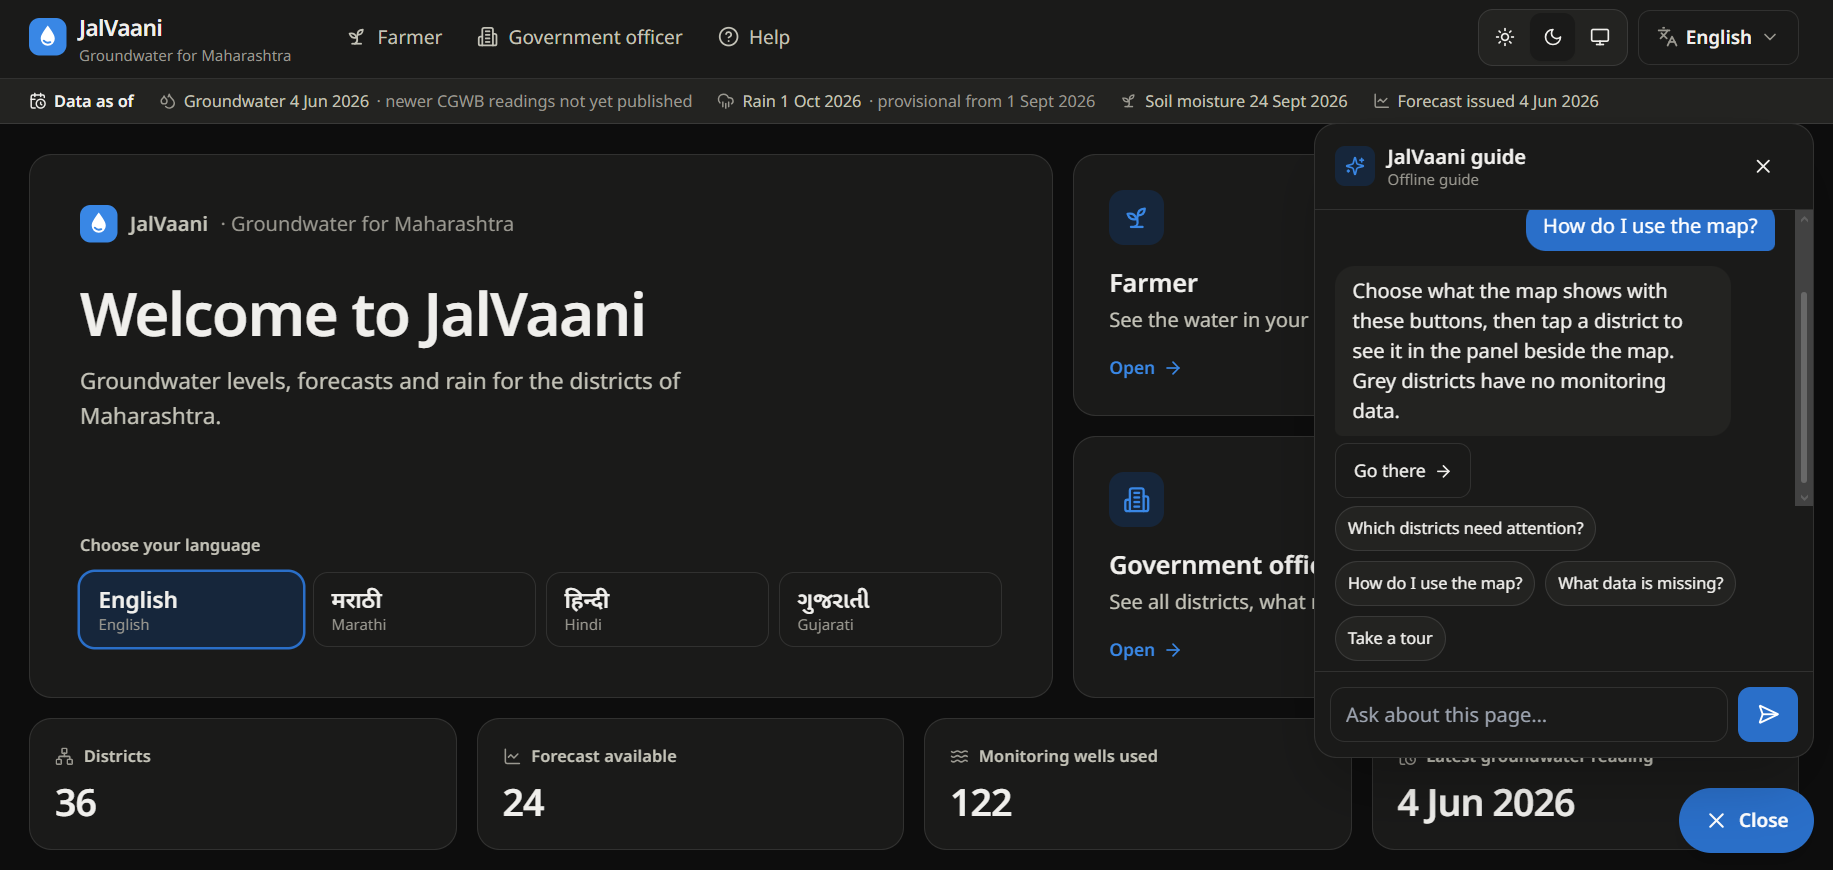 JalVaani
Groundwater for Maharashtra
Farmer
Government officer
Help
English
Data as of
Groundwater 4 Jun 2026 · newer CGWB readings not yet published
Rain 1 Oct 2026 · provisional from 1 Sept 2026
Soil moisture 24 Sept 2026
Forecast issued 4 Jun 2026
JalVaani · Groundwater for Maharashtra
Welcome to JalVaani
Groundwater levels, forecasts and rain for the districts of
Maharashtra.
Choose your language
English
English
मराठी
Marathi
हिन्दी
Hindi
ગુજરાતી
Gujarati
Farmer
See the water in your
Open
Government offi
See all districts, what
Open
JalVaani guide
Offline guide
How do I use the map?
Choose what the map shows with
these buttons, then tap a district to
see it in the panel beside the map.
Grey districts have no monitoring
data.
Go there
Which districts need attention?
How do I use the map?
What data is missing?
Take a tour
Ask about this page...
Districts
36
Forecast available
24
Monitoring wells used
122
Latest groundwater reading
4 Jun 2026
Close